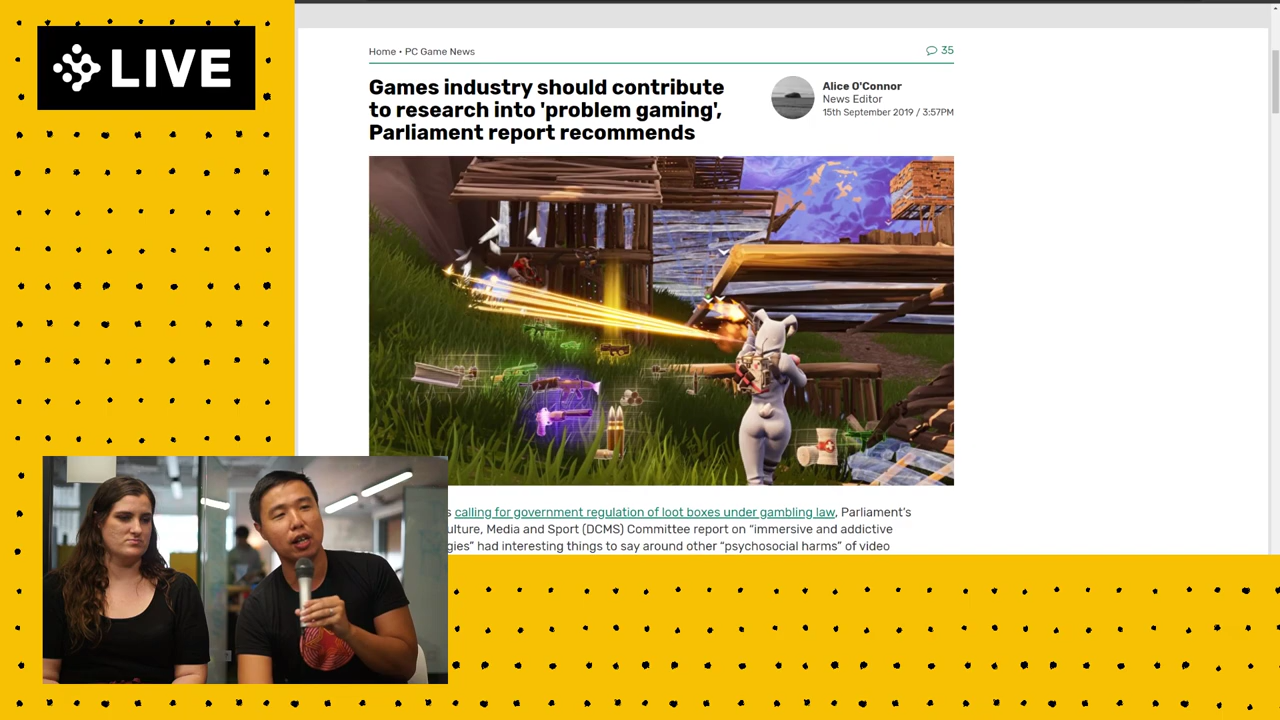 LIVE
Home • PC Game News
35
Games industry should contribute
to research into 'problem gaming',
Parliament report recommends
Alice O'Connor
News Editor
15th September 2019 / 3:57PM
calling for government regulation of loot boxes under gambling law, Parliament's
ulture, Media and Sport (DCMS) Committee report on “immersive and addictive
gies” had interesting things to say around other “psychosocial harms” of video